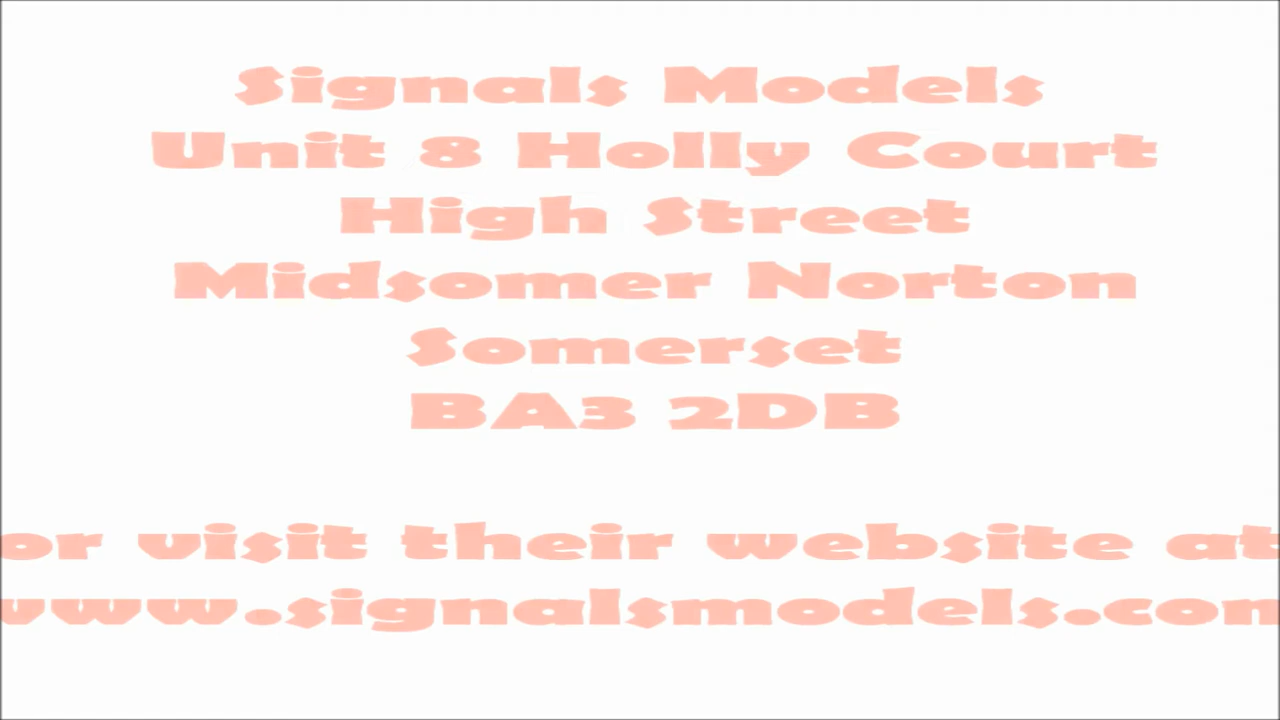 Signals Models
Unit 8 Holly Court
High Street
Midsomer Norton
Somerset
BA3 2DB
or visit their website at
www.signalsmodels.com